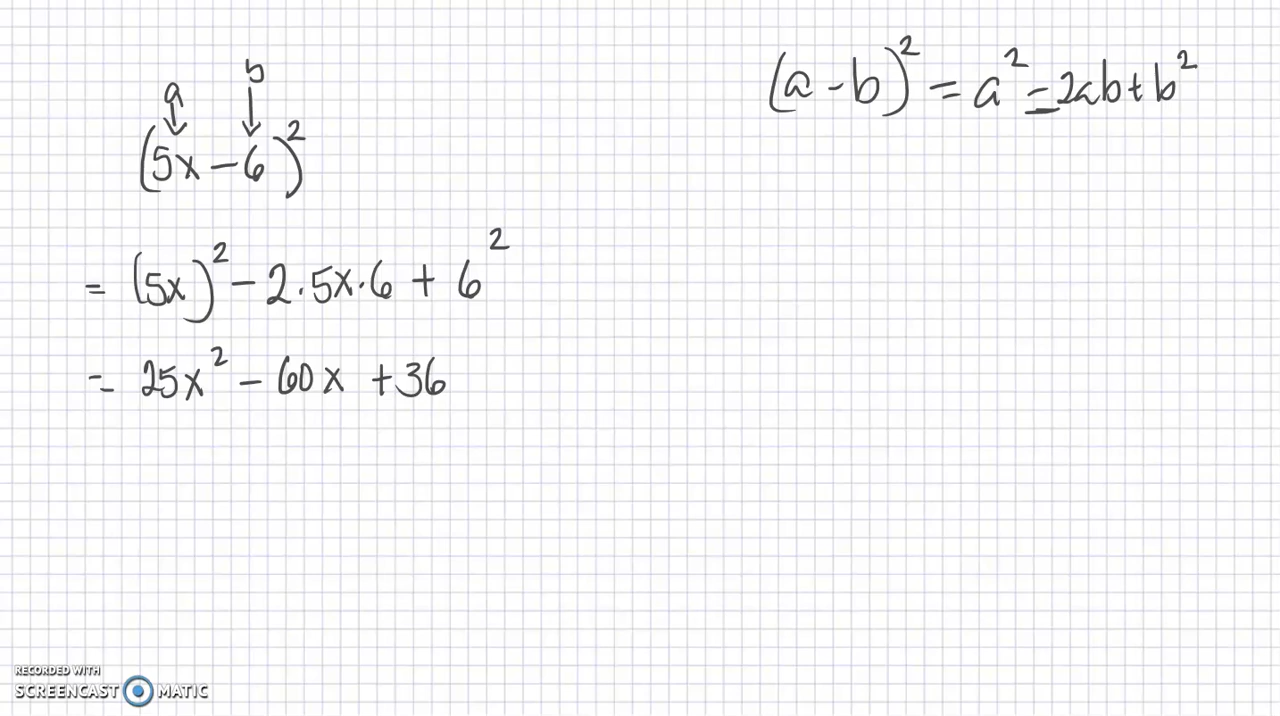 a b
(5x - 6)²
(a - b)² = a² - 2ab + b²
= (5x)² - 2·5x·6 + 6²
= 25x² - 60x + 36
RECORDED WITH
SCREENCAST MATIC